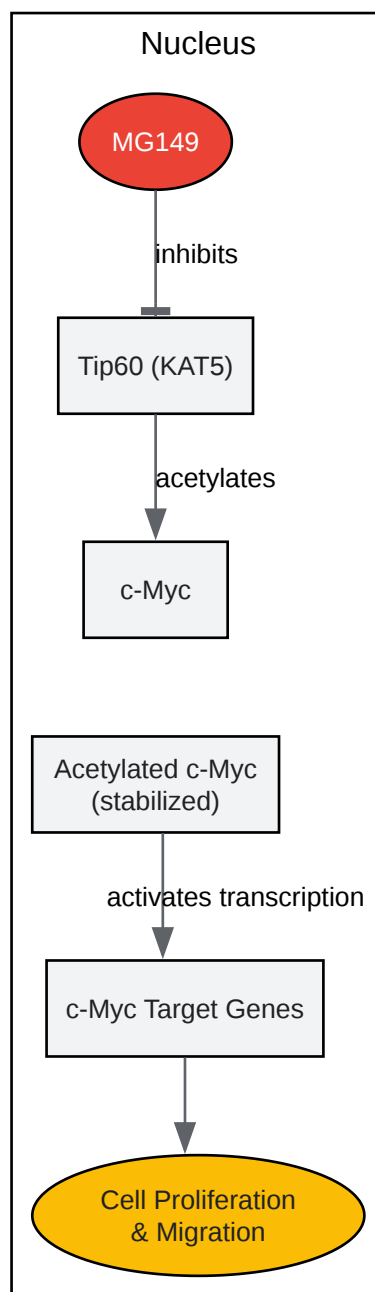 Nucleus
MG149
inhibits
Tip60 (KAT5)
acetylates
c-Myc
Acetylated c-Myc
(stabilized)
activates transcription
c-Myc Target Genes
Cell Proliferation
& Migration